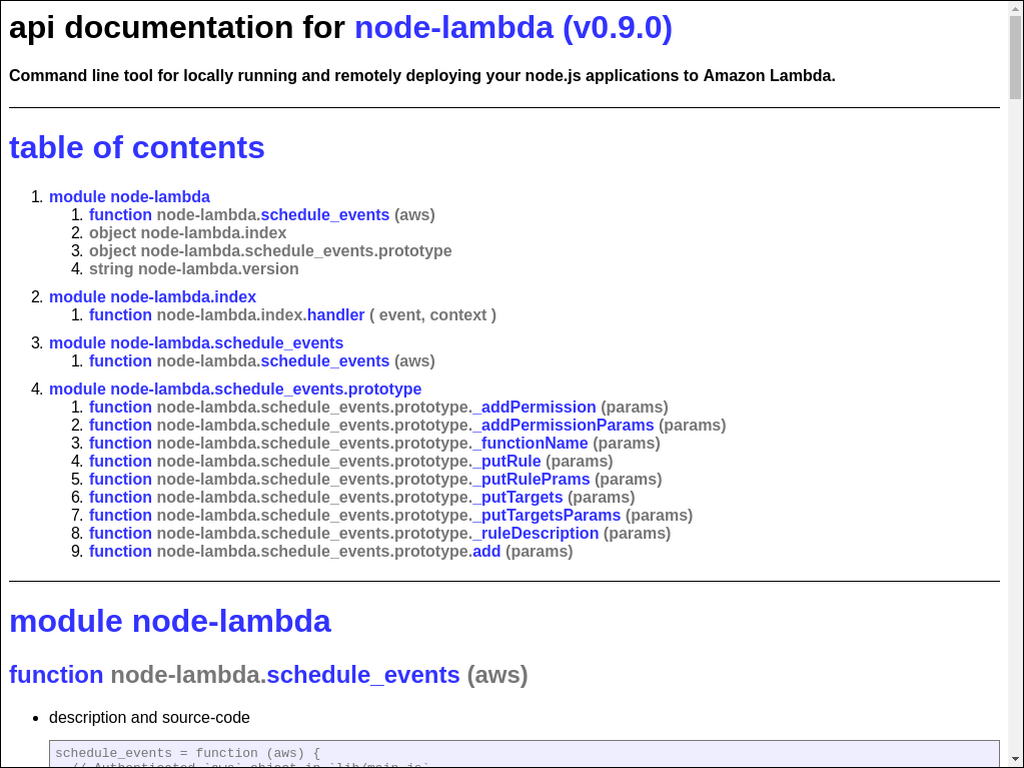 api documentation for node-lambda (v0.9.0)
Command line tool for locally running and remotely deploying your node.js applications to Amazon Lambda.
table of contents
1. module node-lambda
1. function node-lambda.schedule_events (aws)
2. object node-lambda.index
3. object node-lambda.schedule_events.prototype
4. string node-lambda.version
2. module node-lambda.index
1. function node-lambda.index.handler ( event, context )
3. module node-lambda.schedule_events
1. function node-lambda.schedule_events (aws)
4. module node-lambda.schedule_events.prototype
1. function node-lambda.schedule_events.prototype._addPermission (params)
2. function node-lambda.schedule_events.prototype._addPermissionParams (params)
3. function node-lambda.schedule_events.prototype._functionName (params)
4. function node-lambda.schedule_events.prototype._putRule (params)
5. function node-lambda.schedule_events.prototype._putRulePrams (params)
6. function node-lambda.schedule_events.prototype._putTargets (params)
7. function node-lambda.schedule_events.prototype._putTargetsParams (params)
8. function node-lambda.schedule_events.prototype._ruleDescription (params)
9. function node-lambda.schedule_events.prototype.add (params)
module node-lambda
function node-lambda.schedule_events (aws)
• description and source-code
schedule_events = function (aws) {
// Authenticated `aws` object in `lib/main.js`